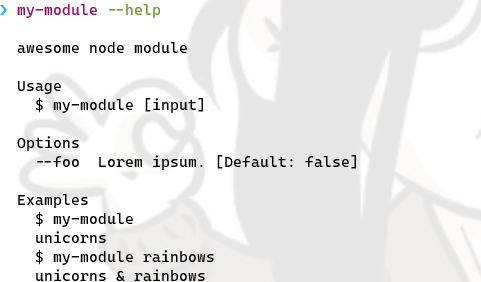 ❯ my-module --help
awesome node module
Usage
$ my-module [input]
Options
--foo  Lorem ipsum. [Default: false]
Examples
$ my-module
unicorns
$ my-module rainbows
unicorns & rainbows